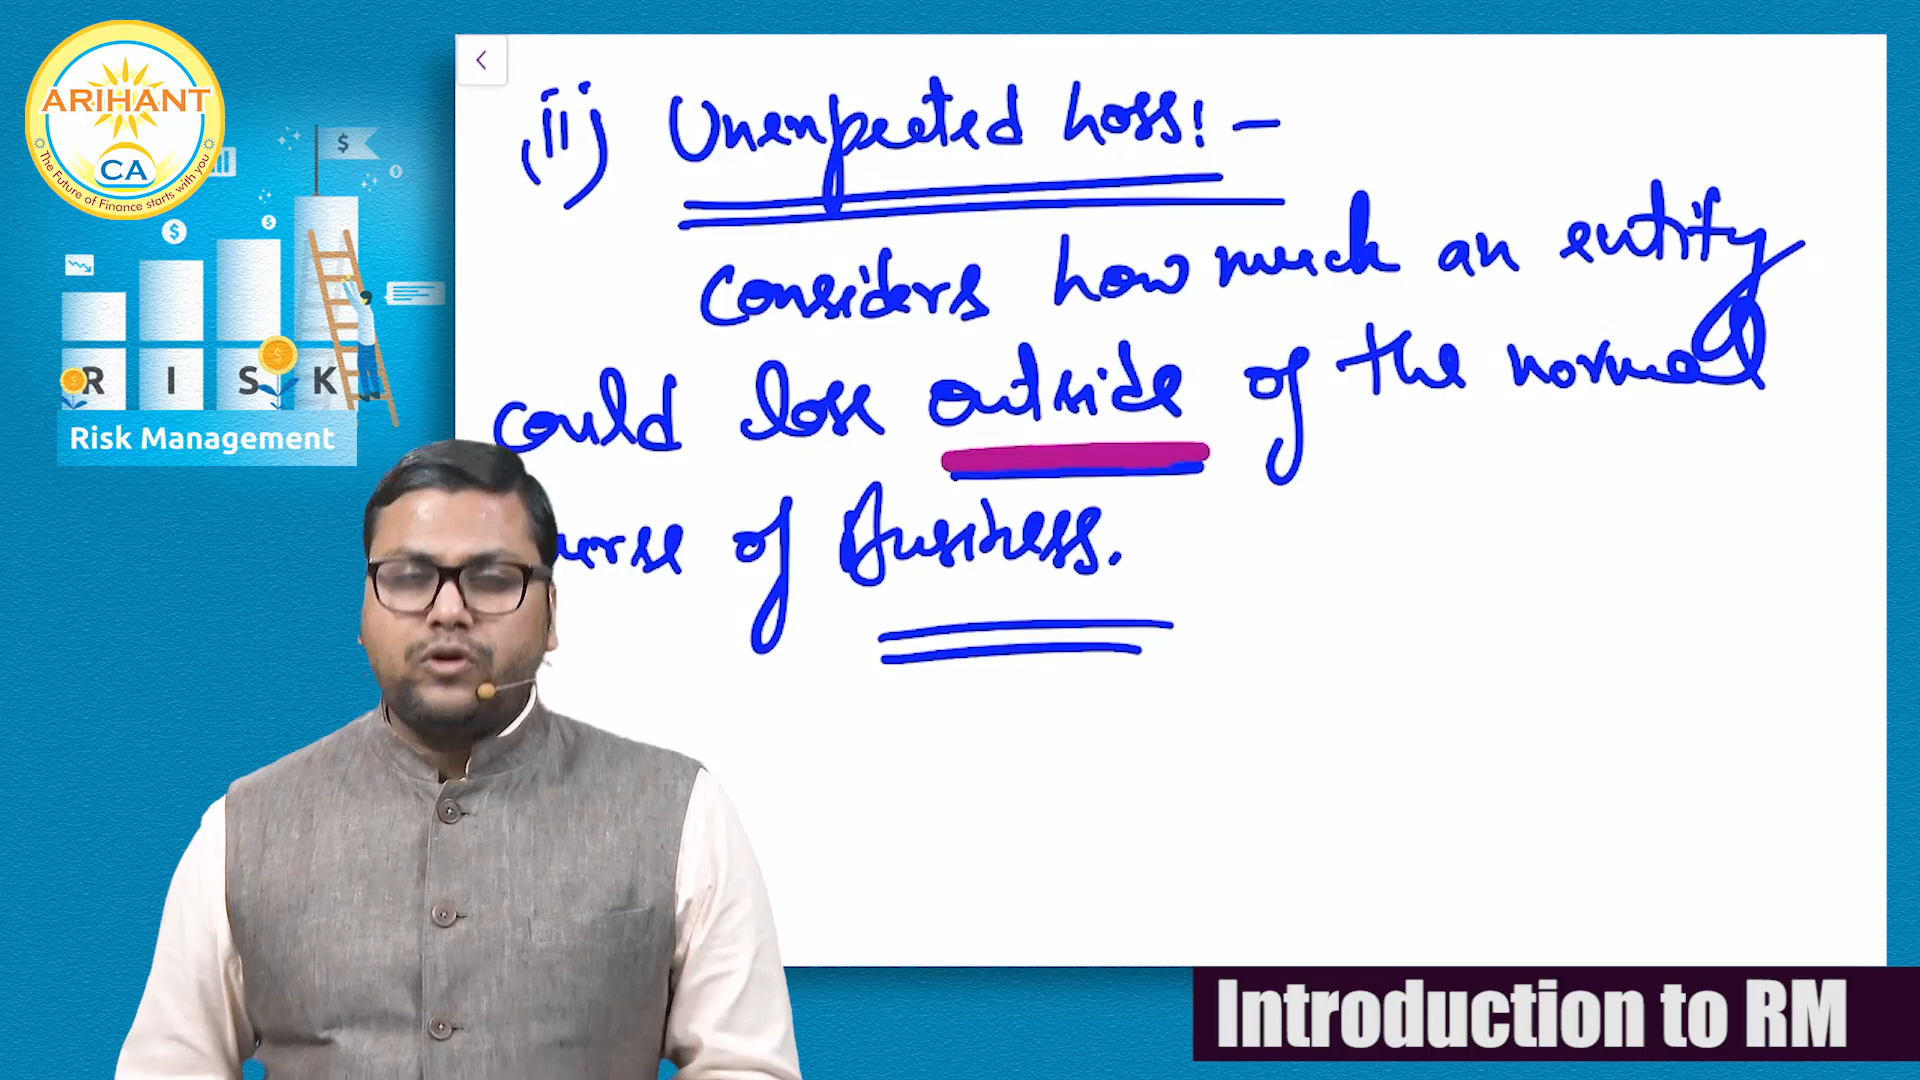 ARIHANT
CA
The Future of Finance starts with you
$
$
$
$
$
$
R I S K
Risk Management
(ii) Unexpected Loss: -
Considers how much an entity
could lose outside of the normal
of Business.
Introduction to RM